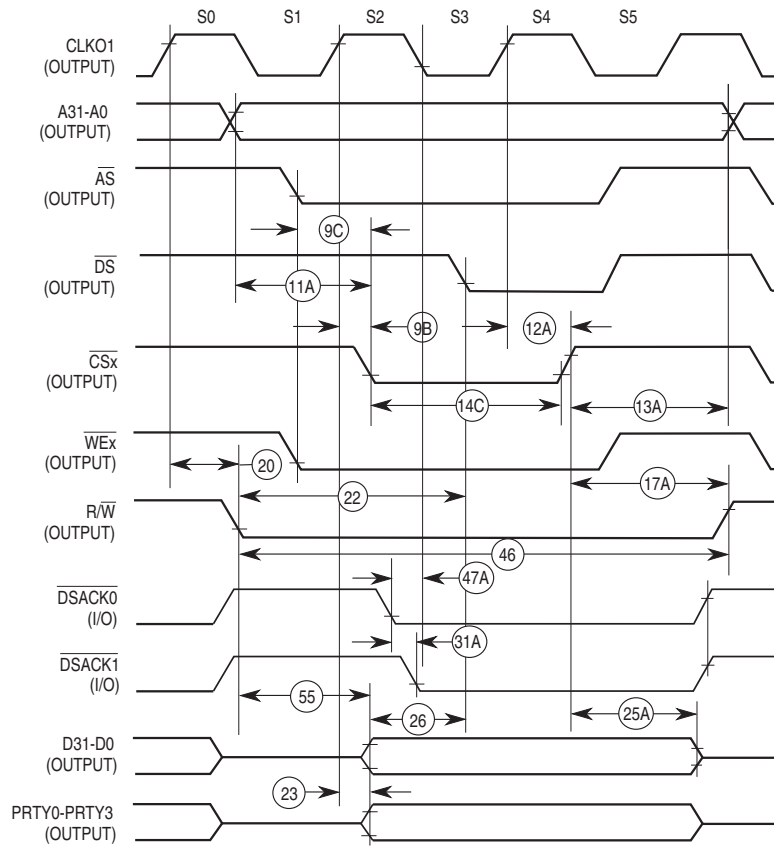 S0 S1 S2 S3 S4 S5
CLKO1
(OUTPUT)
A31-A0
(OUTPUT)
AS
(OUTPUT)
9C
DS
(OUTPUT)
11A
9B
12A
CSx
(OUTPUT)
14C
13A
WEx
(OUTPUT)
20
17A
22
R/W
(OUTPUT)
46
47A
DSACK0
(I/O)
31A
DSACK1
(I/O)
55
26
25A
D31-D0
(OUTPUT)
23
PRTY0-PRTY3
(OUTPUT)